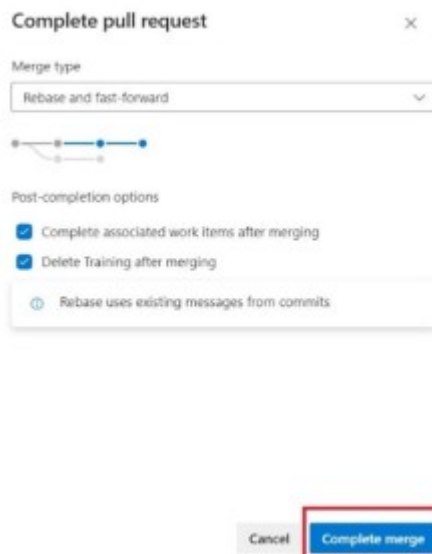 Complete pull request
Merge type
Rebase and fast-forward
Post-completion options
Complete associated work items after merging
Delete Training after merging
Rebase uses existing messages from commits
Cancel
Complete merge